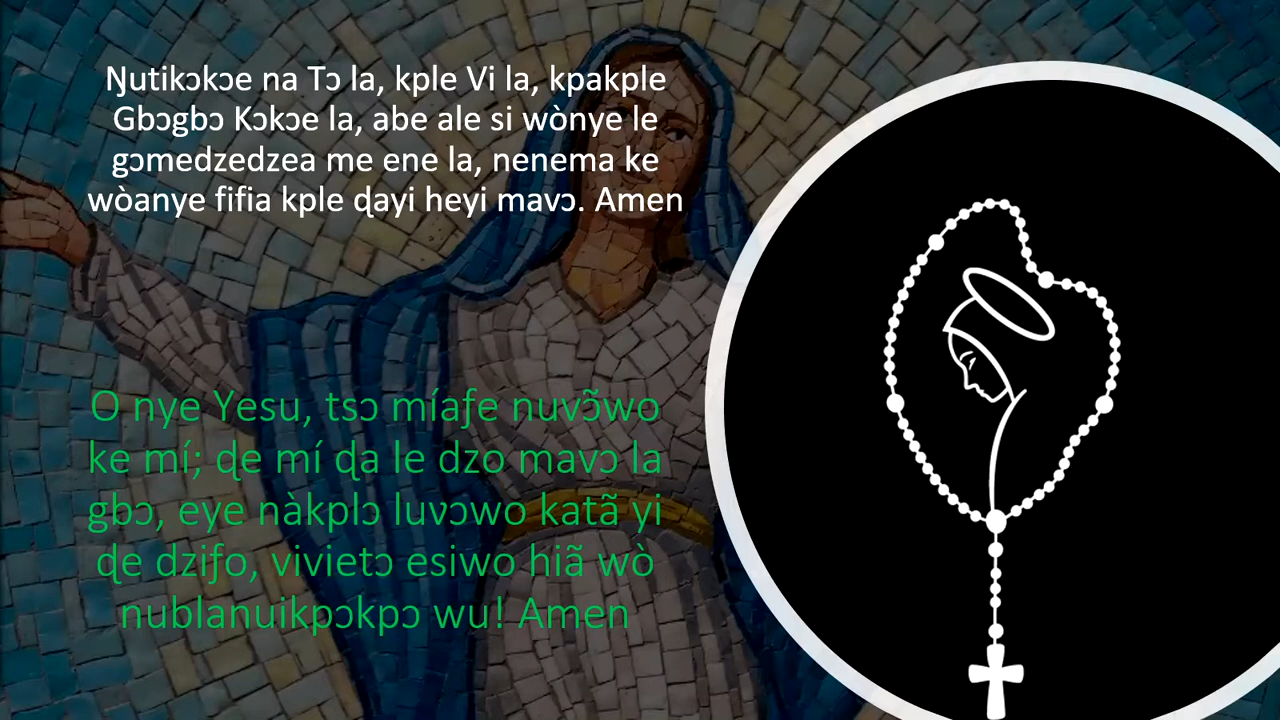 Ŋutikɔkɔe na Tɔ la, kple Vi la, kpakple
Gbɔgbɔ Kɔkɔe la, abe ale si wònye le
gɔmedzedzea me ene la, nenema ke
wòanye fifia kple ɖayi heyi mavɔ. Amen
O nye Yesu, tsɔ míaƒe nuvɔ̃wo
ke mí; ɖe mí ɖa le dzo mavɔ la
gbɔ, eye nàkplɔ luvɔwo katã yi
ɖe dziƒo, vivietɔ esiwo hiã wò
nublanuikpɔkpɔ wu! Amen